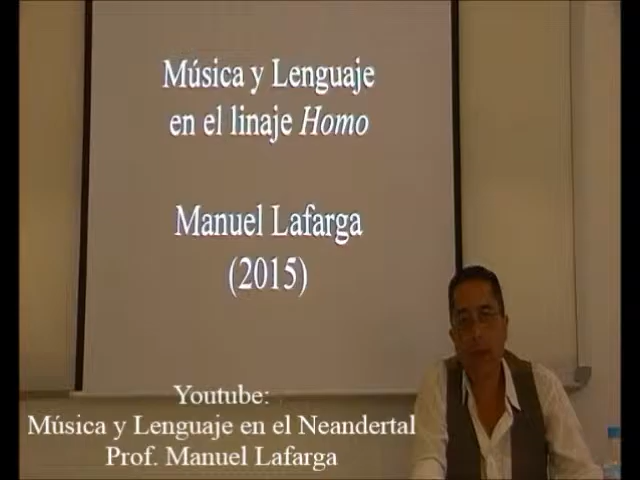 Música y Lenguaje
en el linaje Homo
Manuel Lafarga
(2015)
Youtube:
Música y Lenguaje en el Neandertal
Prof. Manuel Lafarga